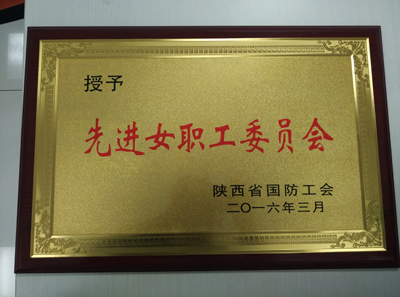 授予
先进女职工委员会
陕西省国防工会
二〇一六年三月